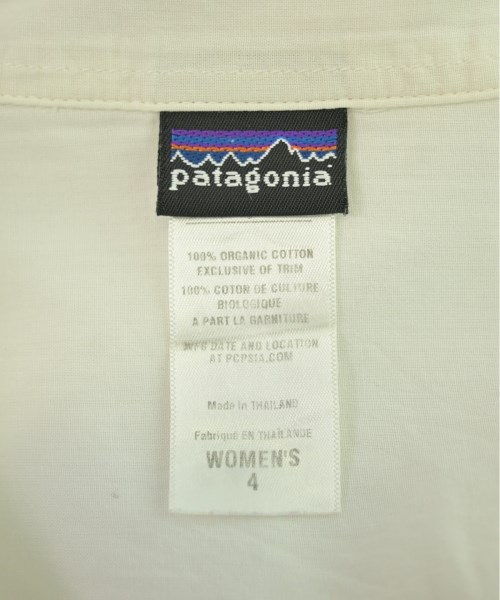 patagonia
100% ORGANIC COTTON
EXCLUSIVE OF TRIM
100% COTON DE CULTURE
BIOLOGIQUE
A PART LA GARNITURE
MFG DATE AND LOCATION
AT PCPSIA.COM
Made in THAILAND
Fabriqué EN THAÏLANDE
WOMEN'S
4